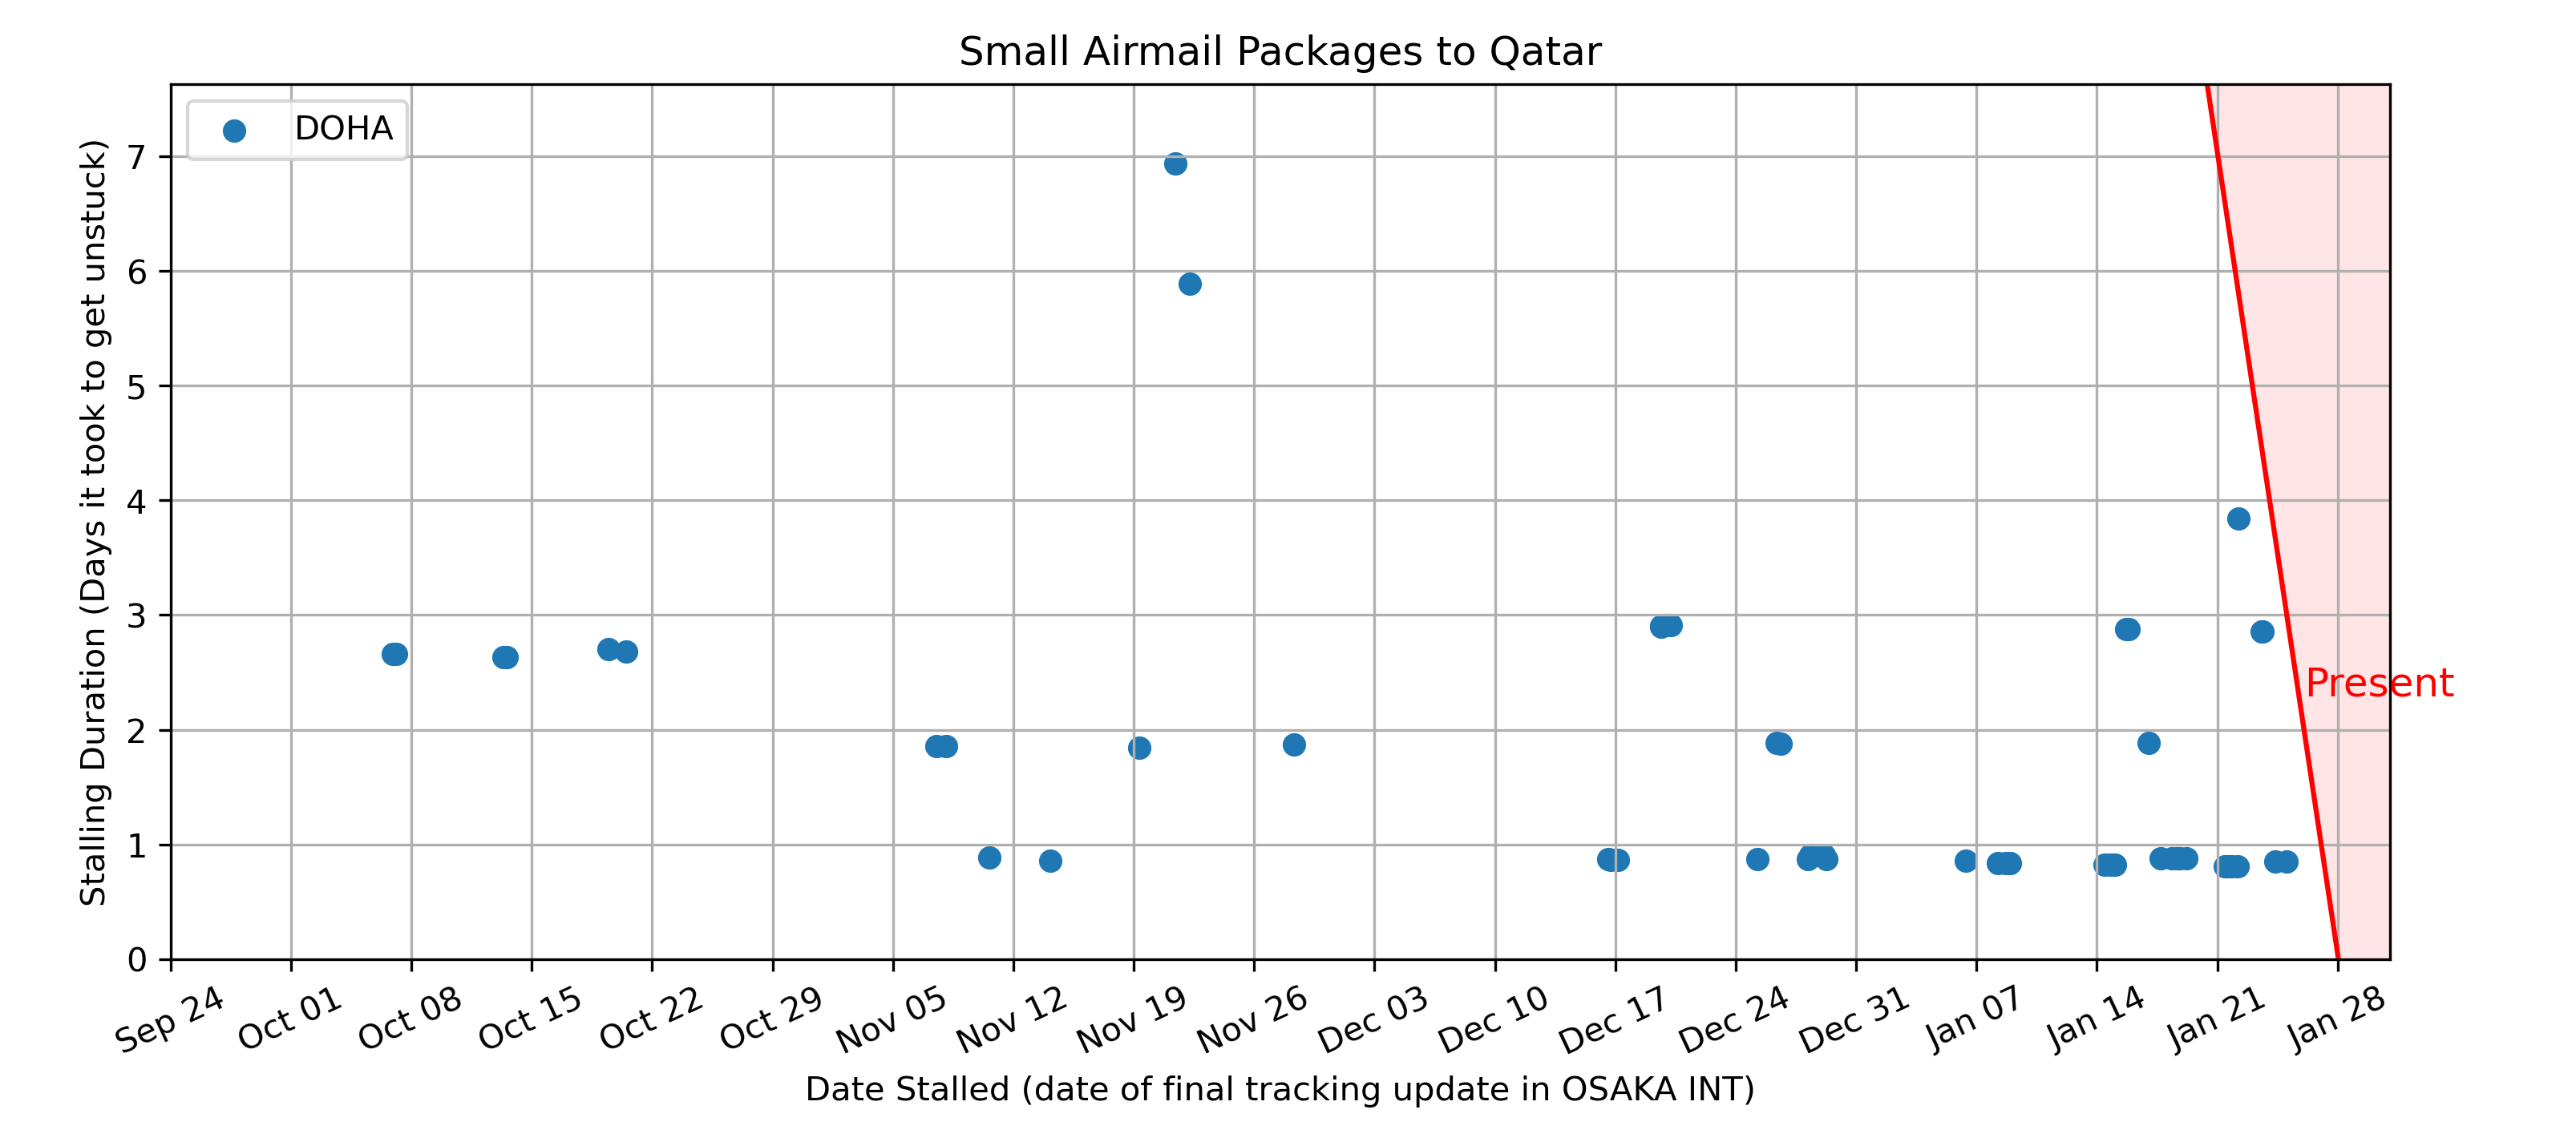 Small Airmail Packages to Qatar
DOHA
Stalling Duration (Days it took to get unstuck)
7
6
5
4
3
2
1
0
Present
Sep 24 Oct 01 Oct 08 Oct 15 Oct 22 Oct 29 Nov 05 Nov 12 Nov 19 Nov 26 Dec 03 Dec 10 Dec 17 Dec 24 Dec 31 Jan 07 Jan 14 Jan 21 Jan 28
Date Stalled (date of final tracking update in OSAKA INT)